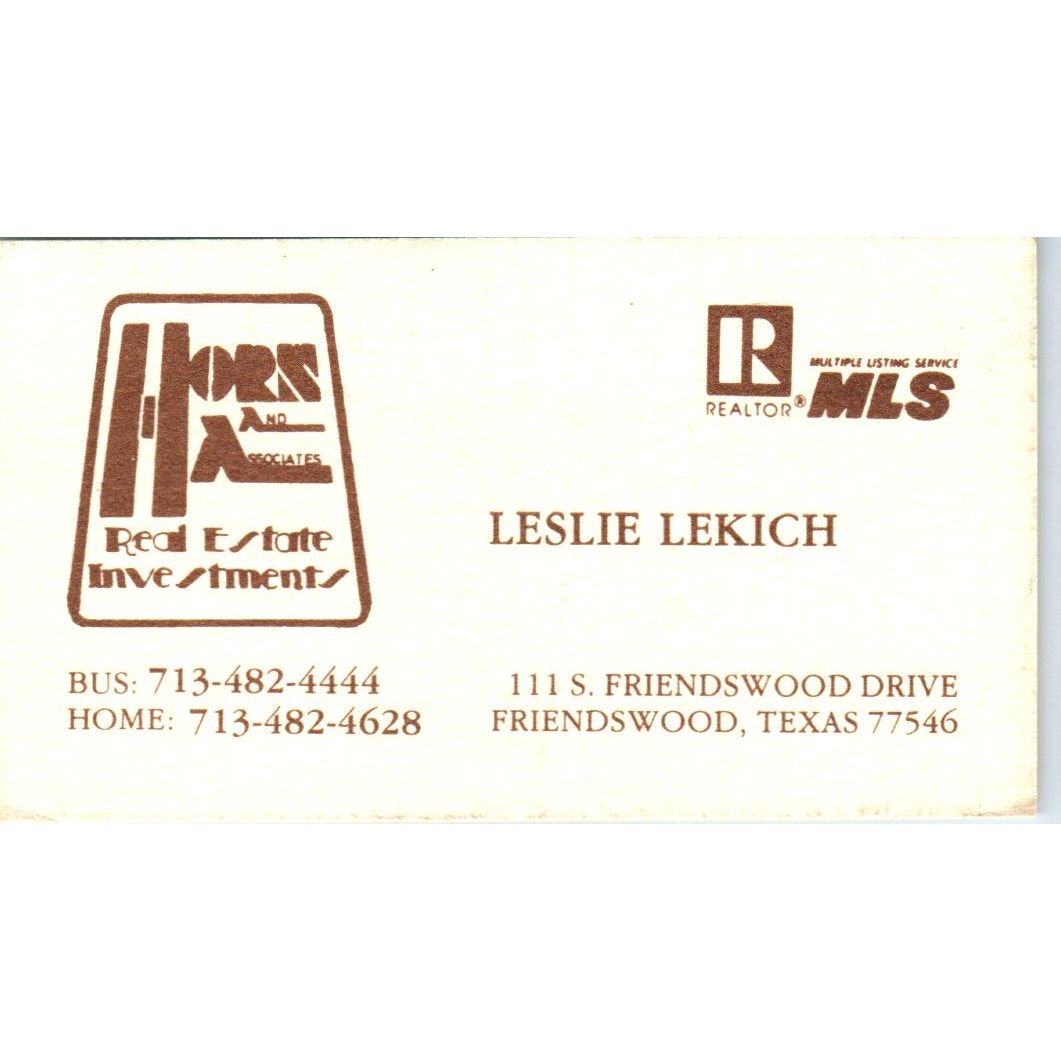 HORN
AND
ASSOCIATES
Real Estate
Investments
R
REALTOR®
MULTIPLE LISTING SERVICE
MLS
LESLIE LEKICH
BUS: 713-482-4444
HOME: 713-482-4628
111 S. FRIENDSWOOD DRIVE
FRIENDSWOOD, TEXAS 77546